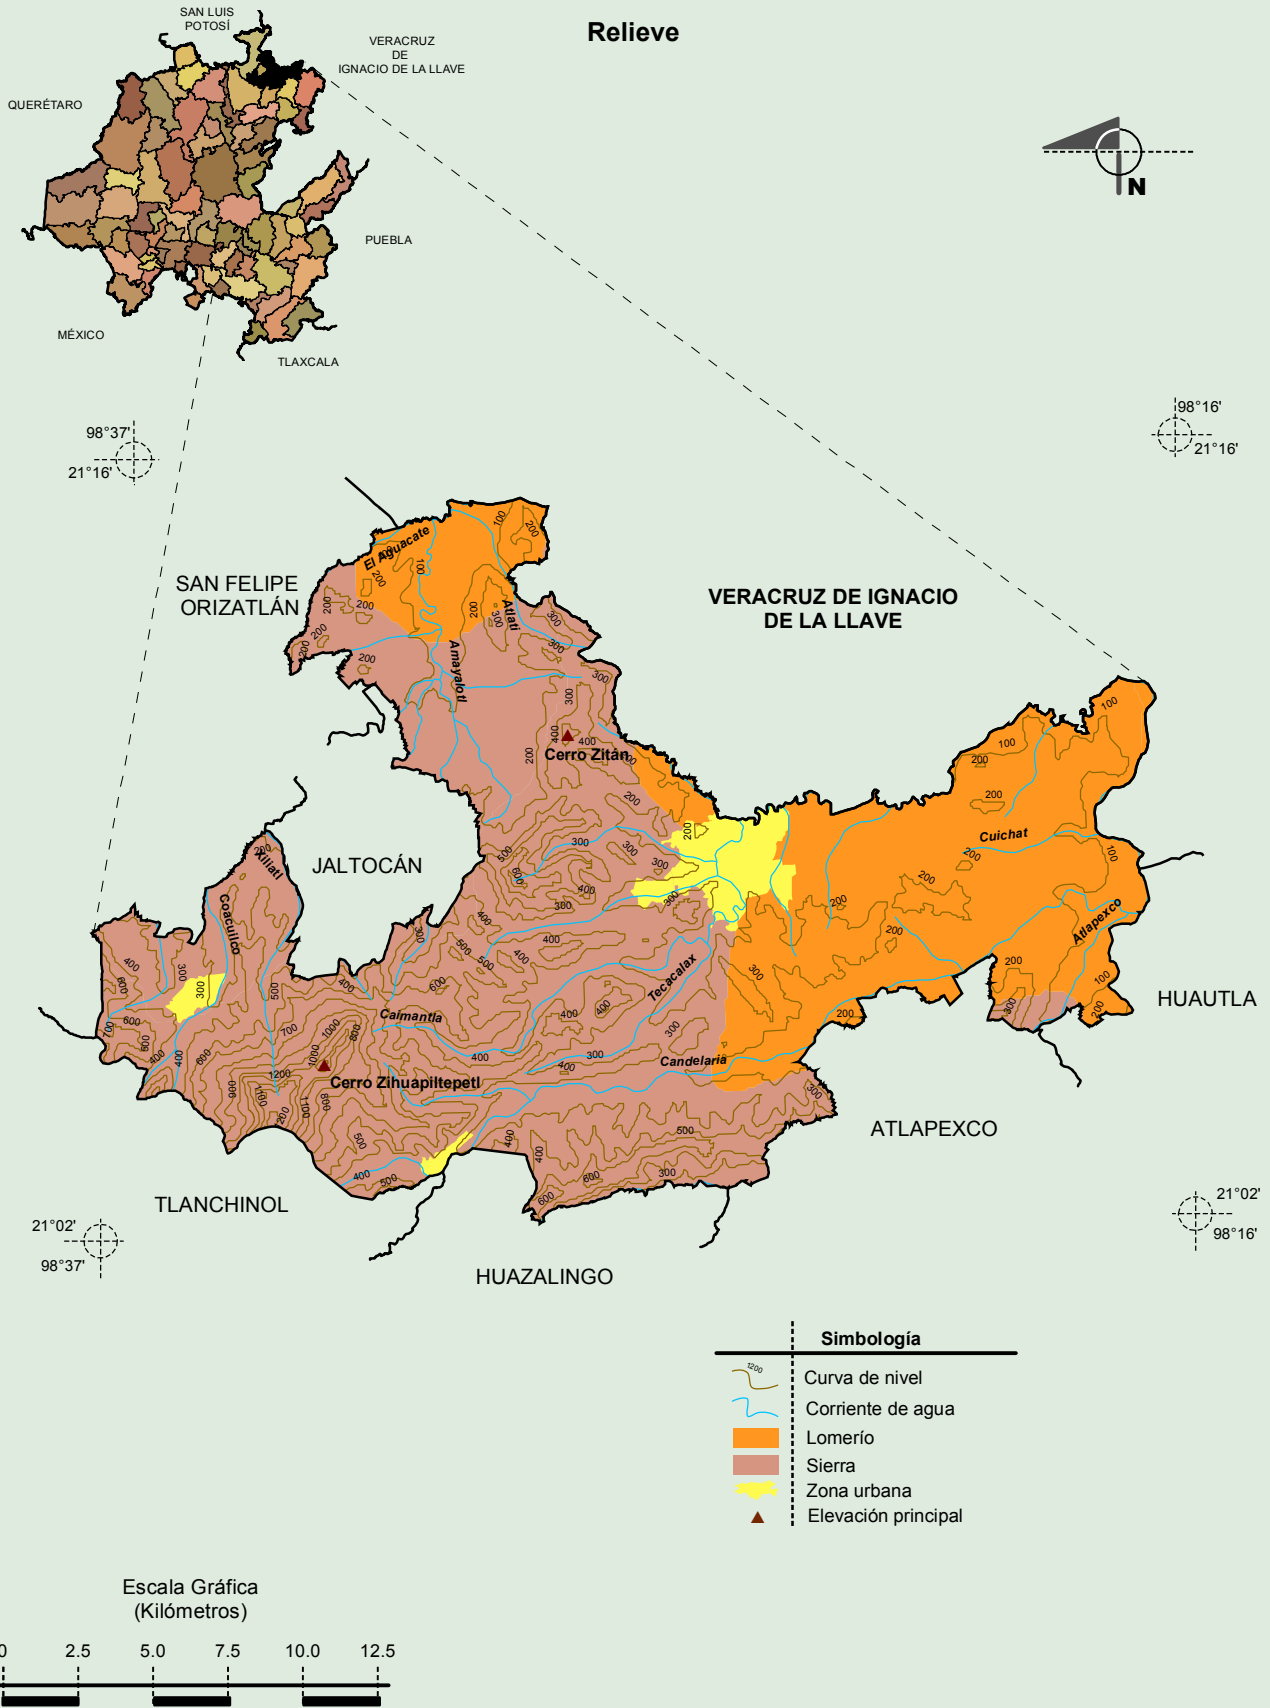 Relieve
SAN LUIS
POTOSÍ
VERACRUZ
DE
IGNACIO DE LA LLAVE
QUERÉTARO
PUEBLA
MÉXICO
TLAXCALA
N
98°37'
21°16'
98°16'
21°16'
SAN FELIPE
ORIZATLÁN
VERACRUZ DE IGNACIO
DE LA LLAVE
El Aguacate
Atlati
Amayalotl
Cerro Zitán
JALTOCÁN
Xiliatl
Coacuilco
Cuichat
Atlapexco
Tecacalax
Calmantla
Candelaria
Cerro Zihuapiltepetl
HUAUTLA
ATLAPEXCO
TLANCHINOL
HUAZALINGO
21°02'
98°37'
21°02'
98°16'
Simbología
1200
Curva de nivel
Corriente de agua
Lomerío
Sierra
Zona urbana
Elevación principal
Escala Gráfica
(Kilómetros)
2.5 5.0 7.5 10.0 12.5